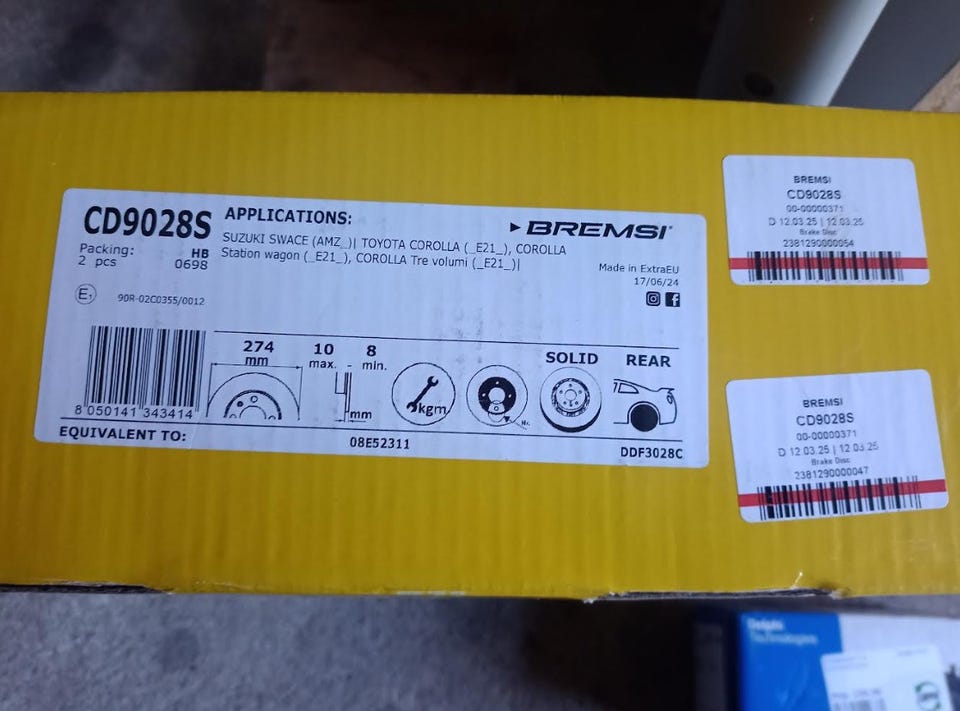 CD9028S
Packing: HB
2 pcs 0698
E1 90R-02C0355/0012
APPLICATIONS:
SUZUKI SWACE (AMZ_)| TOYOTA COROLLA (_E21_), COROLLA
Station wagon (_E21_), COROLLA Tre volumi (_E21_)|
BREMSI
Made in ExtraEU
17/06/24
8 050141 343414
274
mm
10 - 8
max. min.
mm
kgm
Nr.
SOLID
REAR
EQUIVALENT TO:
08E52311
DDF3028C
BREMSI
CD9028S
00-00000371
D 12.03.25 | 12.03.25
Brake Disc
2381290000054
BREMSI
CD9028S
00-00000371
D 12.03.25 | 12.03.25
Brake Disc
2381290000047
Delphi
Technologies